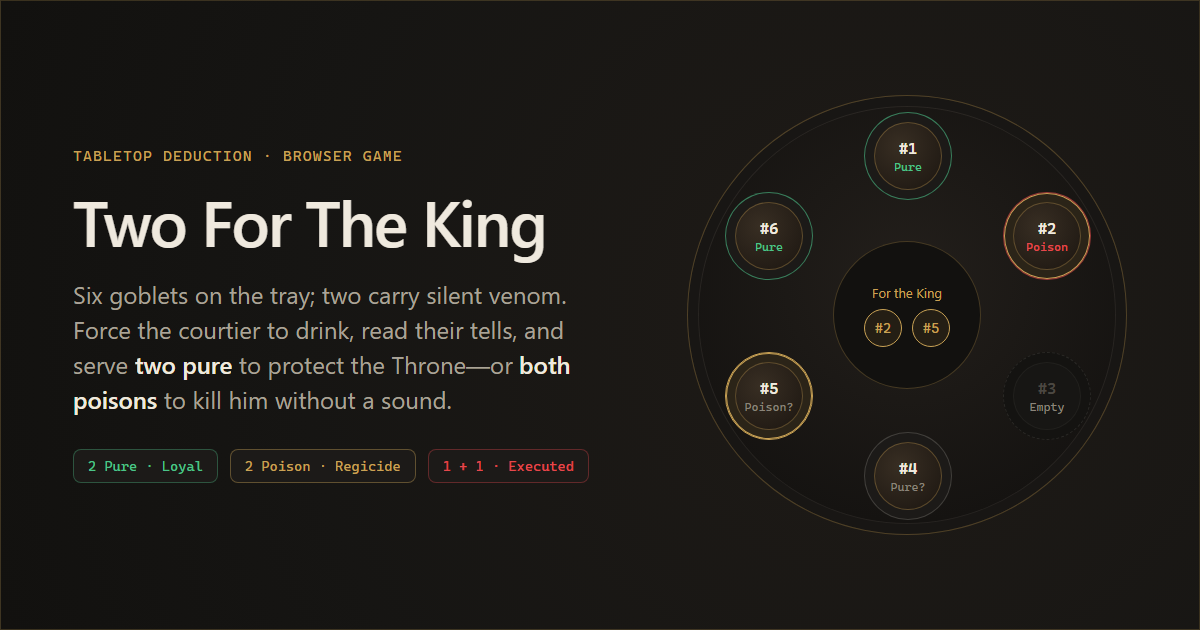 TABLETOP DEDUCTION · BROWSER GAME
Two For The King
Six goblets on the tray; two carry silent venom.
Force the courtier to drink, read their tells, and
serve two pure to protect the Throne—or both
poisons to kill him without a sound.
2 Pure · Loyal
2 Poison · Regicide
1 + 1 · Executed
#1
Pure
#6
Pure
#2
Poison
For the King
#2 #5
#5
Poison?
#3
Empty
#4
Pure?